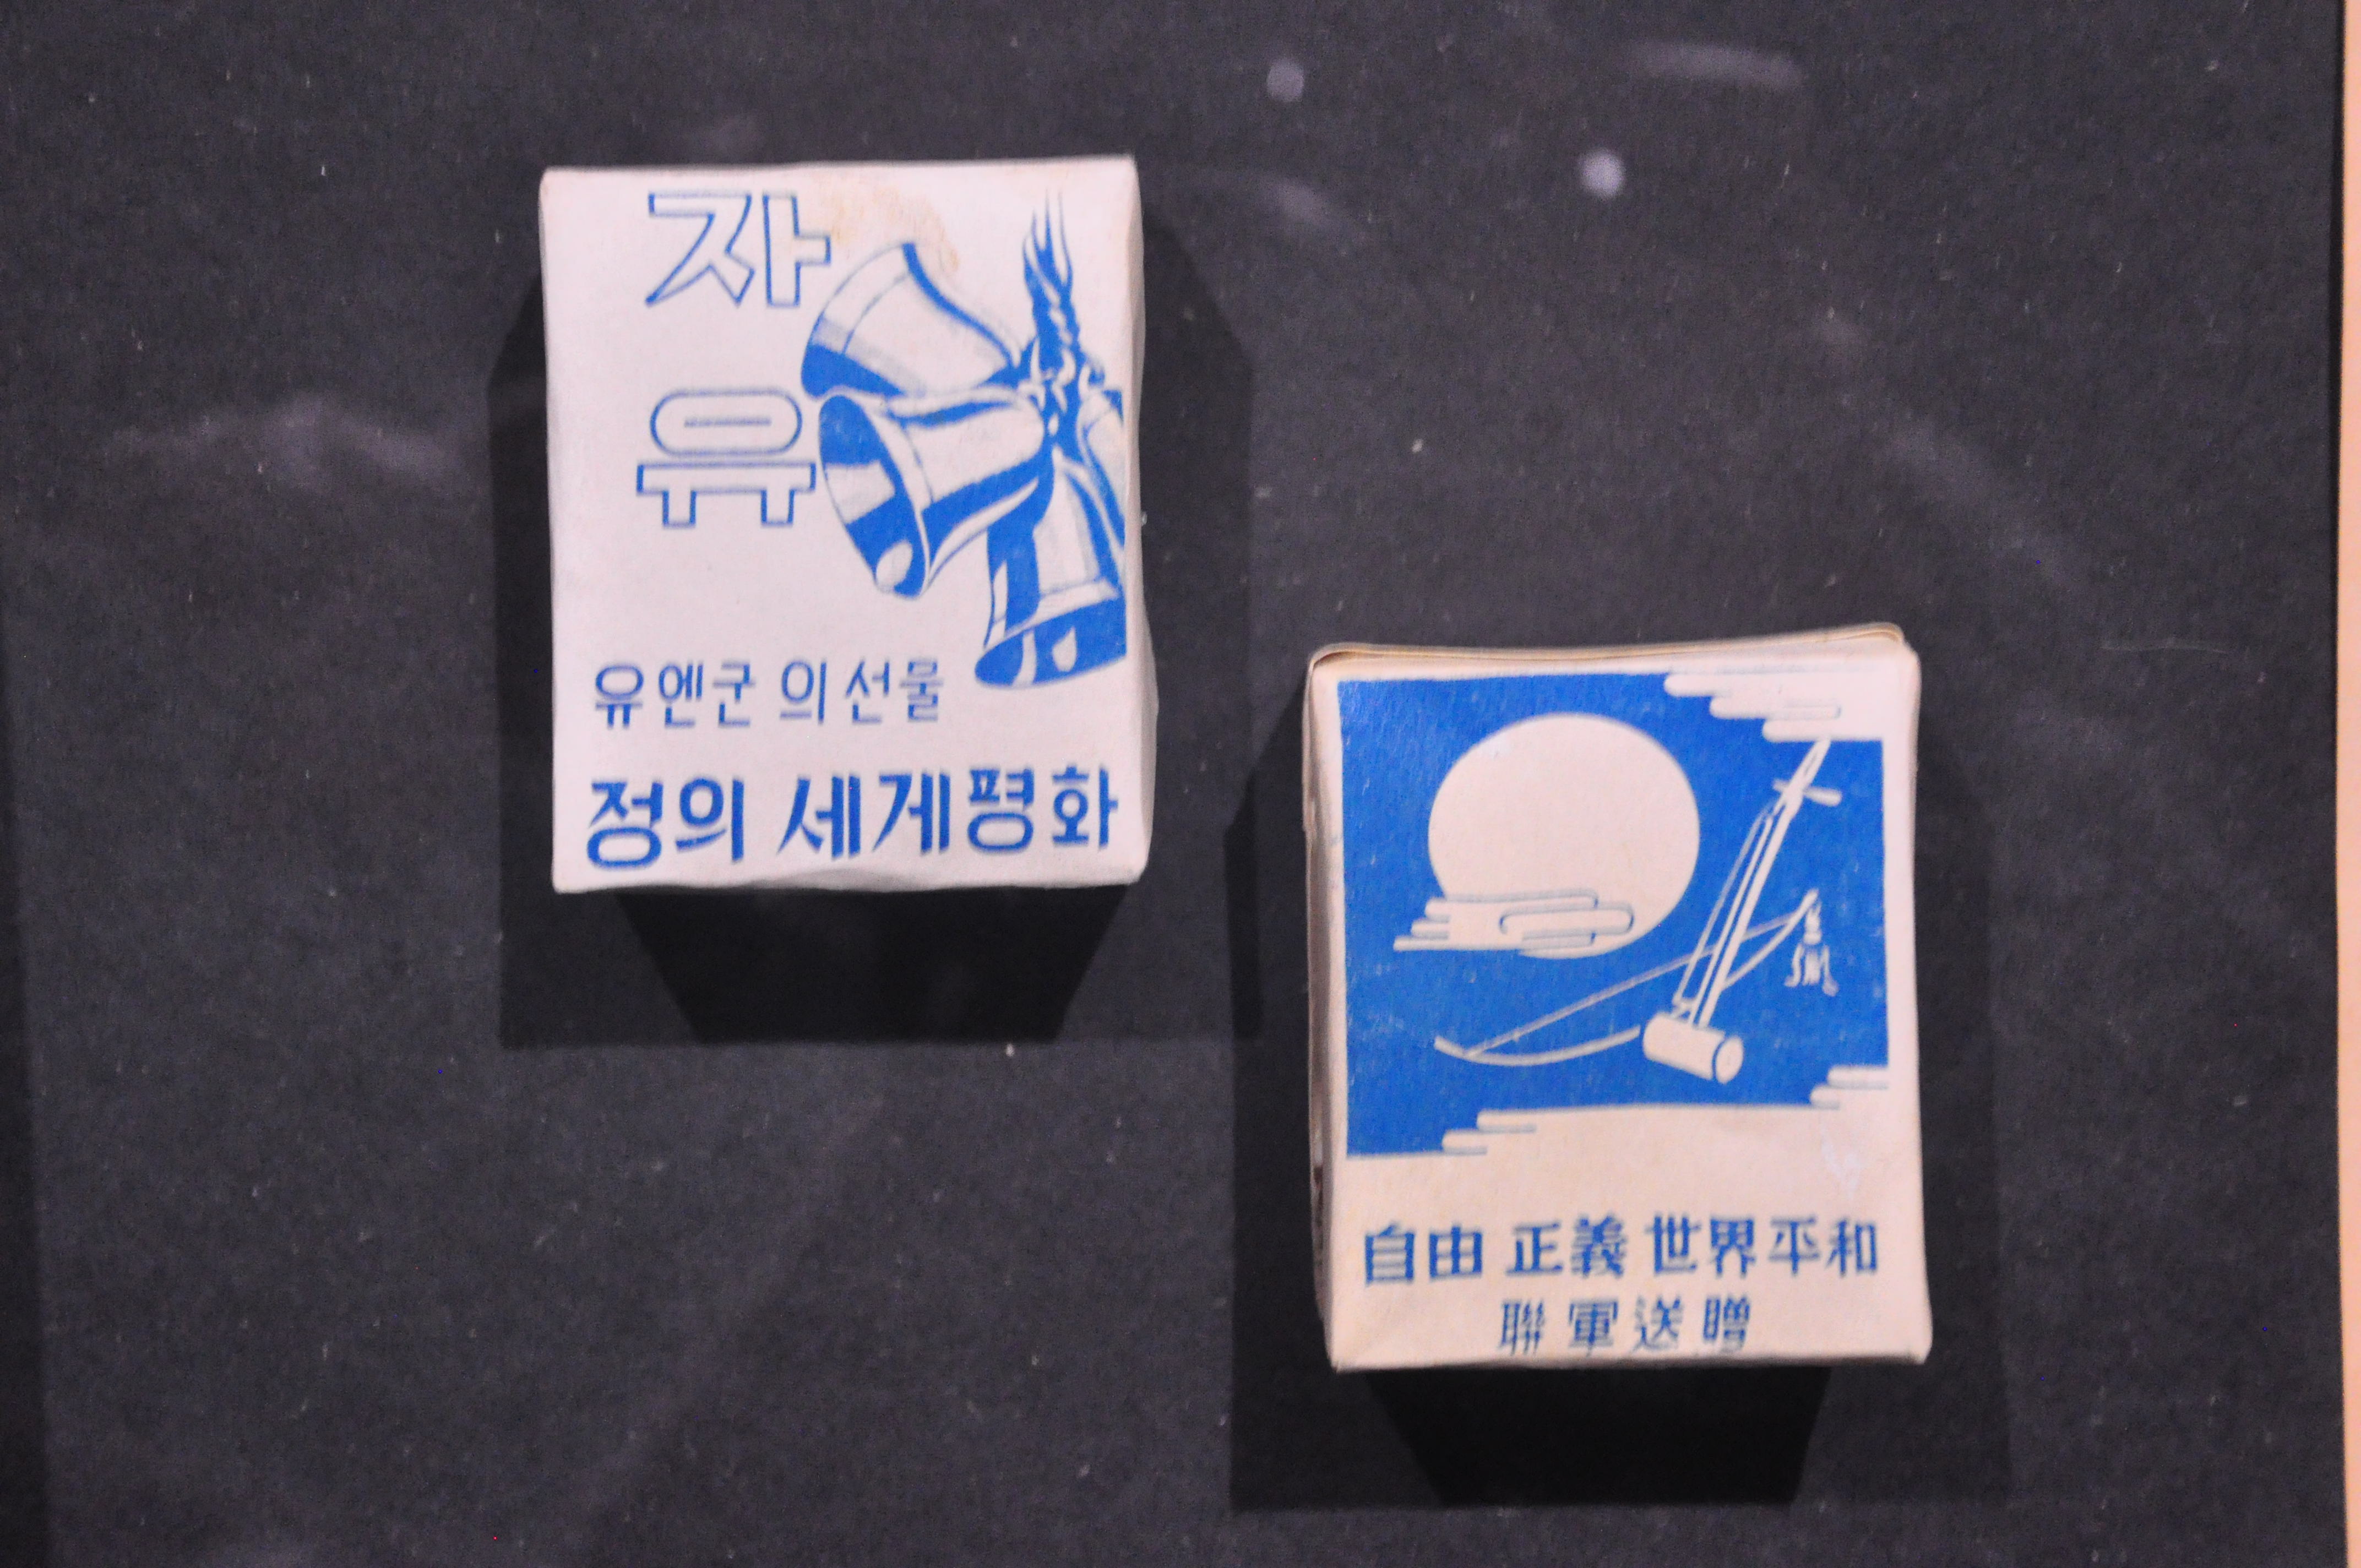 자
유
유엔군 의 선물
정의 세게평화
自由 正義 世界平和
聯軍送贈